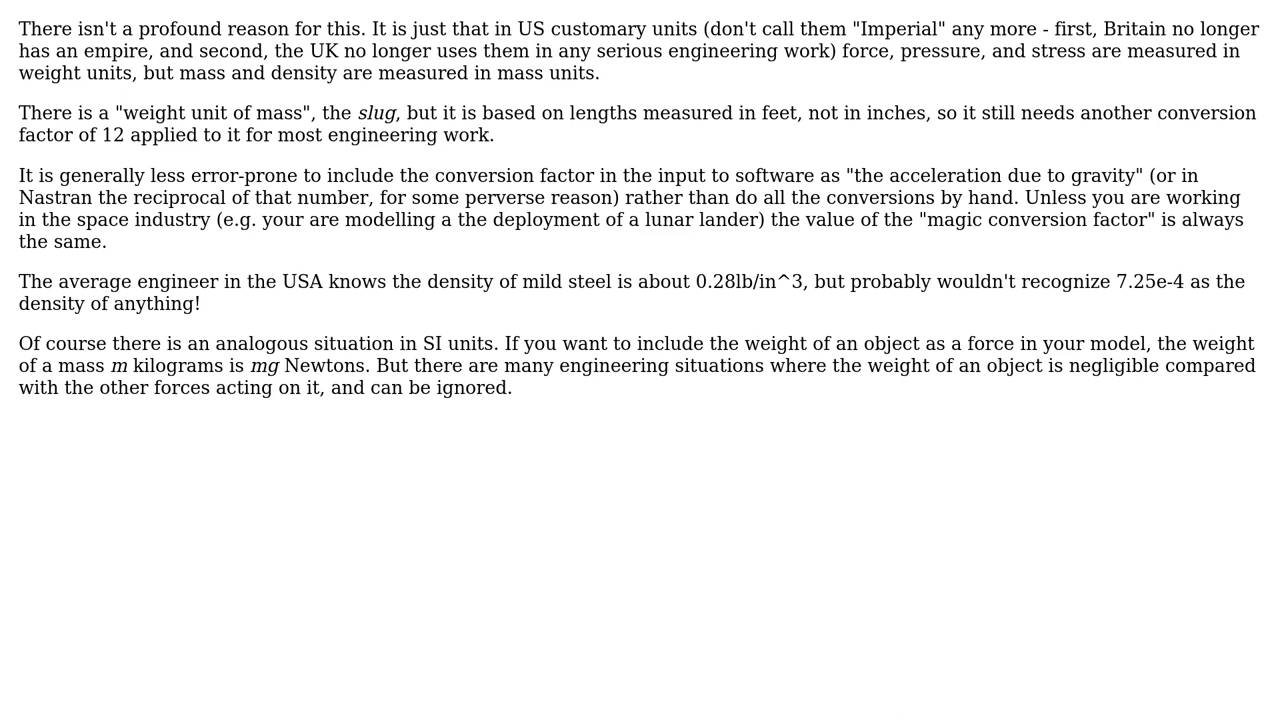 There isn't a profound reason for this. It is just that in US customary units (don't call them "Imperial" any more - first, Britain no longer
has an empire, and second, the UK no longer uses them in any serious engineering work) force, pressure, and stress are measured in
weight units, but mass and density are measured in mass units.
There is a "weight unit of mass", the slug, but it is based on lengths measured in feet, not in inches, so it still needs another conversion
factor of 12 applied to it for most engineering work.
It is generally less error-prone to include the conversion factor in the input to software as "the acceleration due to gravity" (or in
Nastran the reciprocal of that number, for some perverse reason) rather than do all the conversions by hand. Unless you are working
in the space industry (e.g. your are modelling a the deployment of a lunar lander) the value of the "magic conversion factor" is always
the same.
The average engineer in the USA knows the density of mild steel is about 0.28lb/in^3, but probably wouldn't recognize 7.25e-4 as the
density of anything!
Of course there is an analogous situation in SI units. If you want to include the weight of an object as a force in your model, the weight
of a mass m kilograms is mg Newtons. But there are many engineering situations where the weight of an object is negligible compared
with the other forces acting on it, and can be ignored.